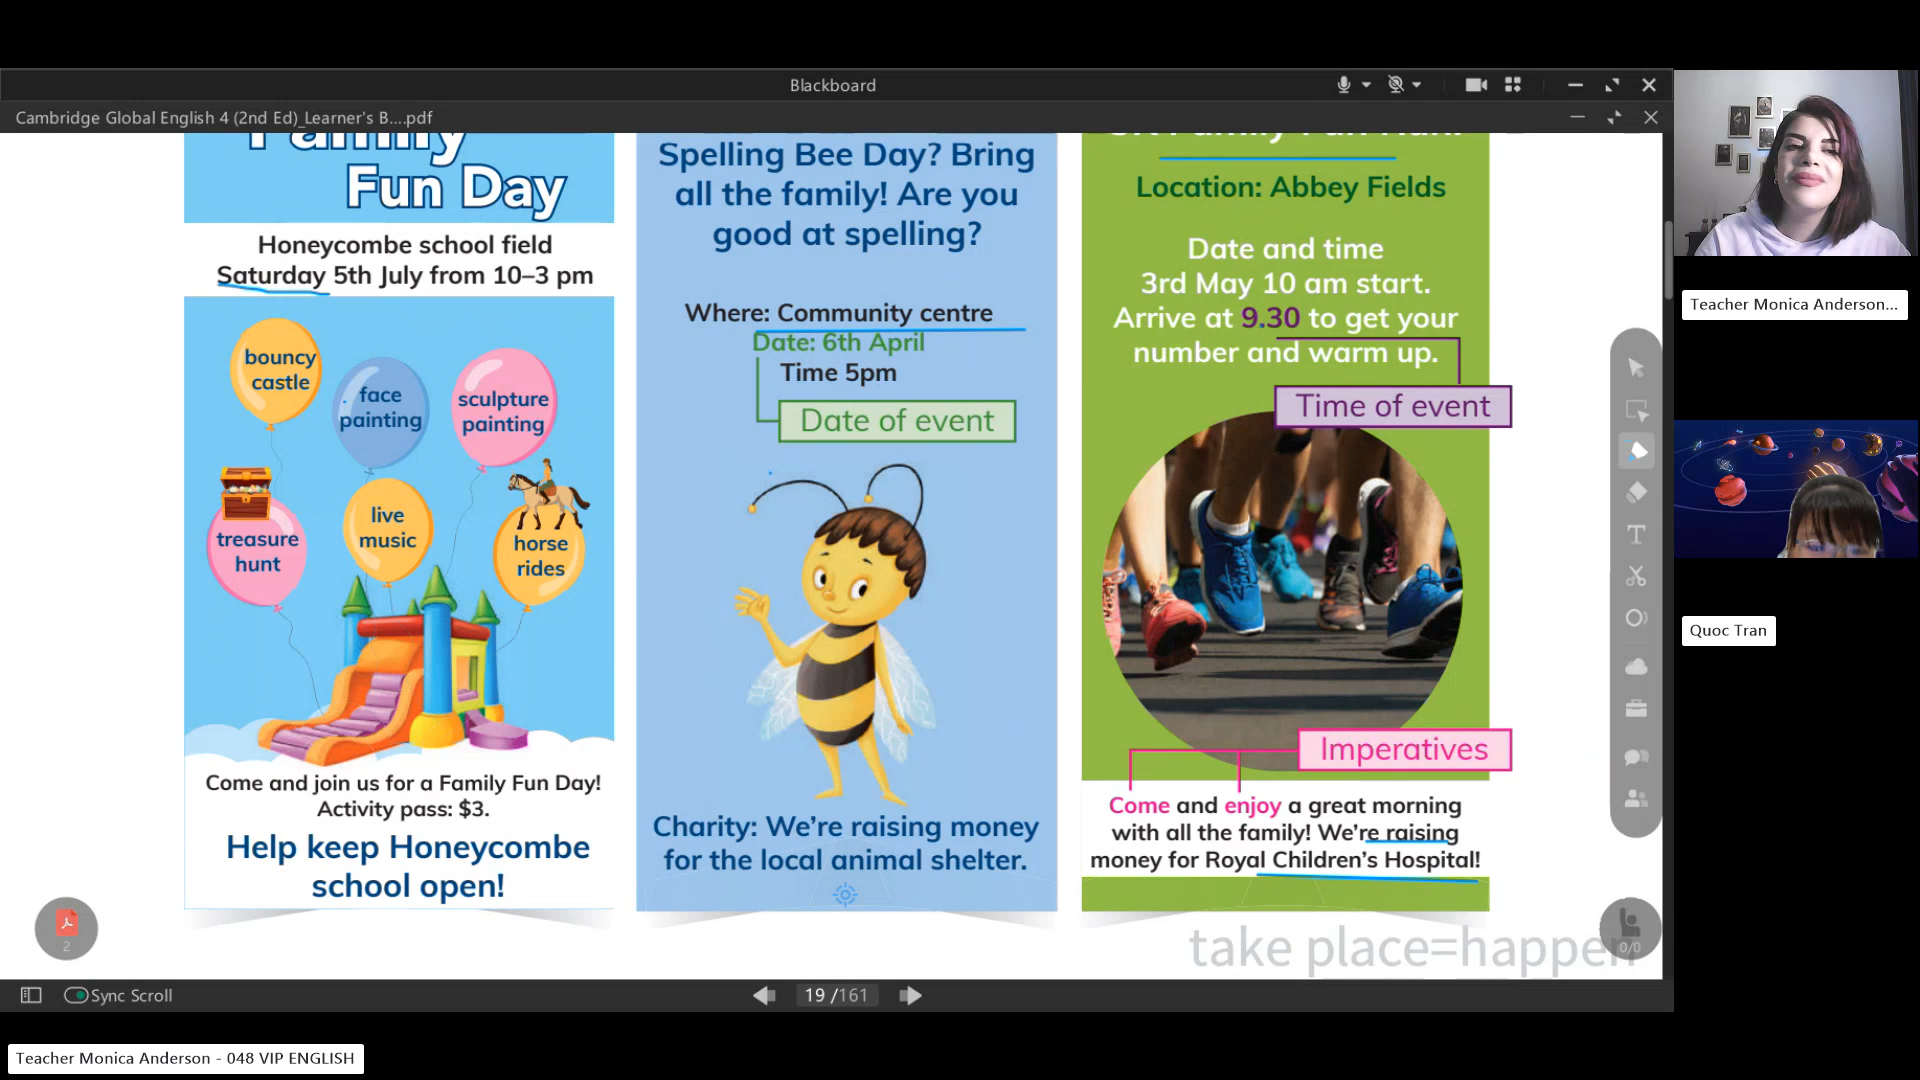 Blackboard
Cambridge Global English 4 (2nd Ed)_Learner's B....pdf
Family
Fun Day
Honeycombe school field
Saturday 5th July from 10–3 pm
bouncy
castle
face
painting
sculpture
painting
treasure
hunt
live
music
horse
rides
Come and join us for a Family Fun Day!
Activity pass: $3.
Help keep Honeycombe
school open!
Spelling Bee Day? Bring
all the family! Are you
good at spelling?
Where: Community centre
Date: 6th April
Time 5pm
Date of event
Charity: We're raising money
for the local animal shelter.
Family Fun Run!
Location: Abbey Fields
Date and time
3rd May 10 am start.
Arrive at 9.30 to get your
number and warm up.
Time of event
Imperatives
Come and enjoy a great morning
with all the family! We're raising
money for Royal Children's Hospital!
take place=happen
2
0/0
Sync Scroll
19 /161
Teacher Monica Anderson...
Quoc Tran
Teacher Monica Anderson - 048 VIP ENGLISH